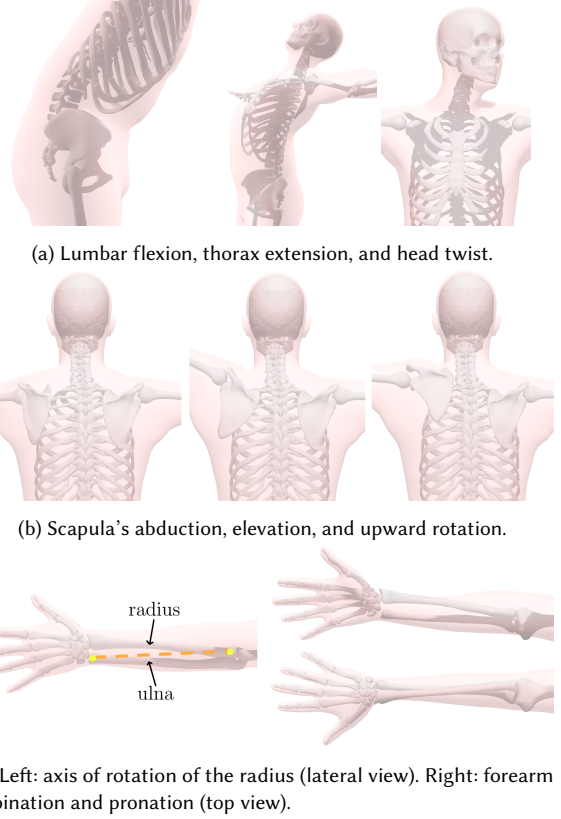 (a) Lumbar flexion, thorax extension, and head twist.
(b) Scapula's abduction, elevation, and upward rotation.
radius
ulna
Left: axis of rotation of the radius (lateral view). Right: forearm
pination and pronation (top view).